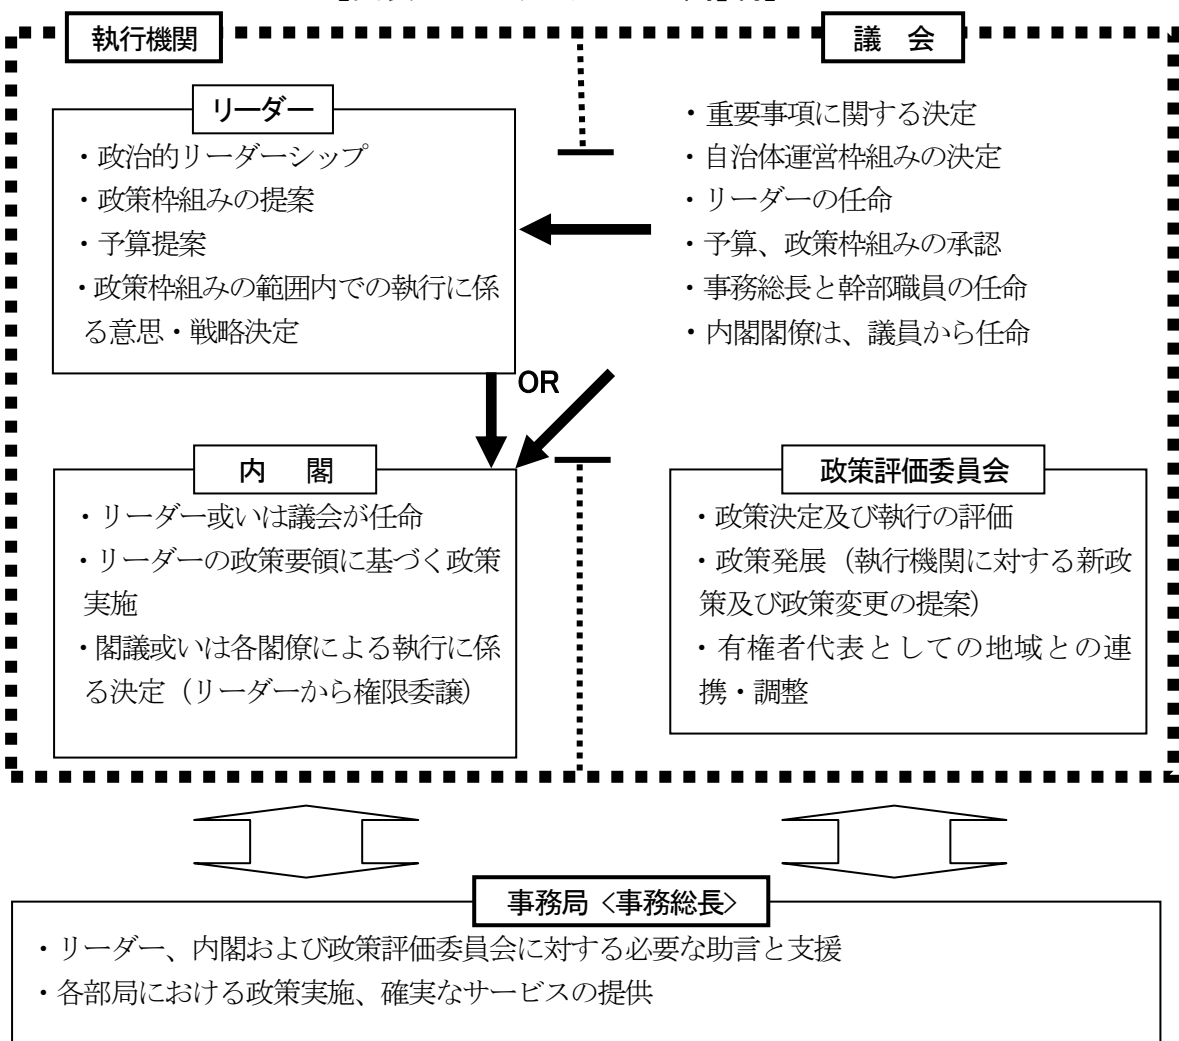 執行機関
議　会
リーダー
・政治的リーダーシップ
・政策枠組みの提案
・予算提案
・政策枠組みの範囲内での執行に係
る意思・戦略決定
・重要事項に関する決定
・自治体運営枠組みの決定
・リーダーの任命
・予算、政策枠組みの承認
・事務総長と幹部職員の任命
・内閣閣僚は、議員から任命
OR
内　閣
・リーダー或いは議会が任命
・リーダーの政策要領に基づく政策
実施
・閣議或いは各閣僚による執行に係
る決定（リーダーから権限委譲）
政策評価委員会
・政策決定及び執行の評価
・政策発展（執行機関に対する新政
策及び政策変更の提案）
・有権者代表としての地域との連
携・調整
事務局〈事務総長〉
・リーダー、内閣および政策評価委員会に対する必要な助言と支援
・各部局における政策実施、確実なサービスの提供